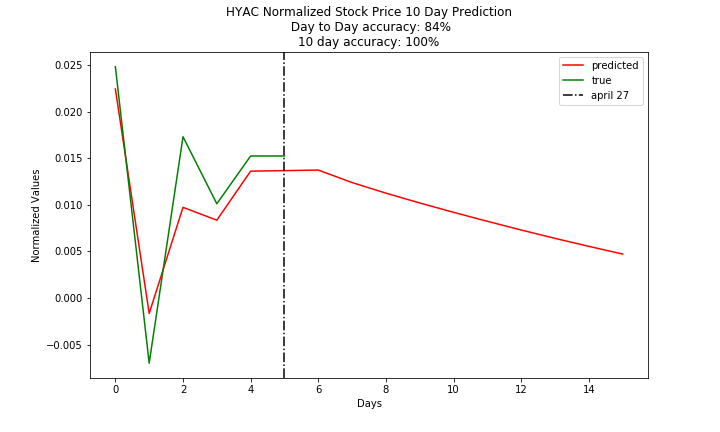 HYAC Normalized Stock Price 10 Day Prediction
Day to Day accuracy: 84%
10 day accuracy: 100%
predicted
true
april 27
0.025
0.020
0.015
0.010
0.005
0.000
−0.005
Normalized Values
0 2 4 6 8 10 12 14
Days